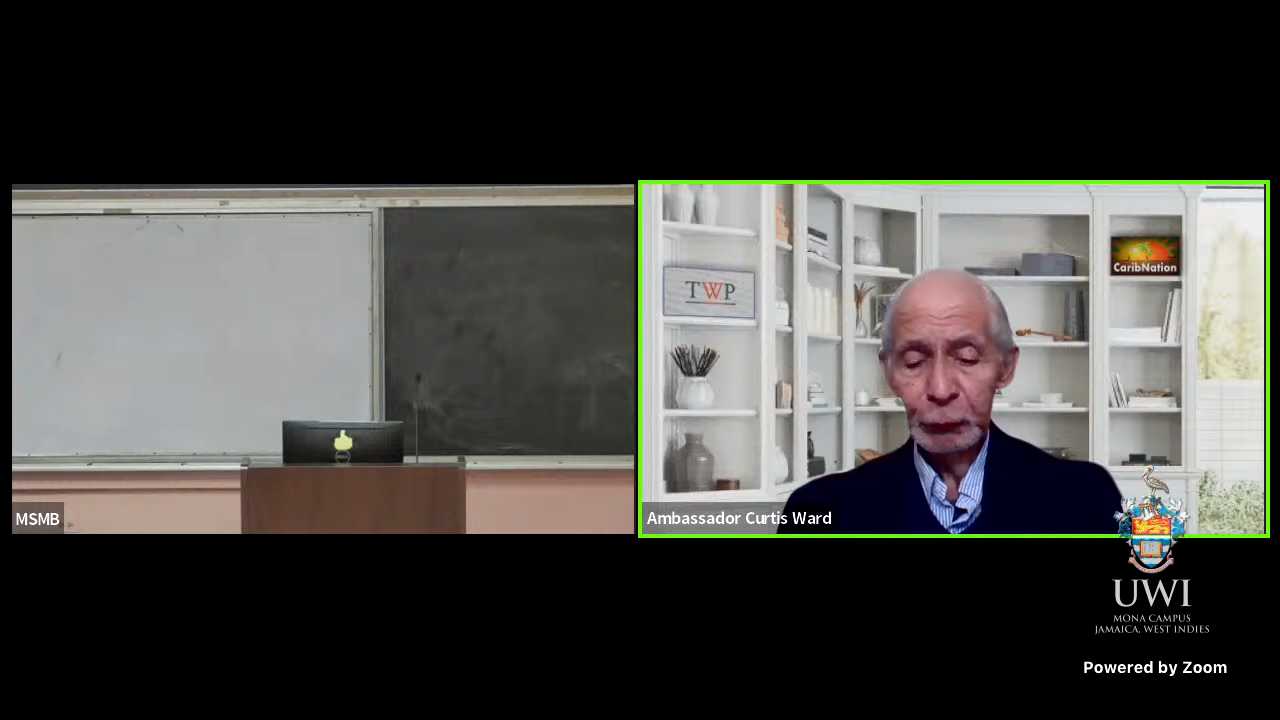 TWP
CaribNation
MSMB
Ambassador Curtis Ward
UWI
MONA CAMPUS
JAMAICA, WEST INDIES
Powered by Zoom